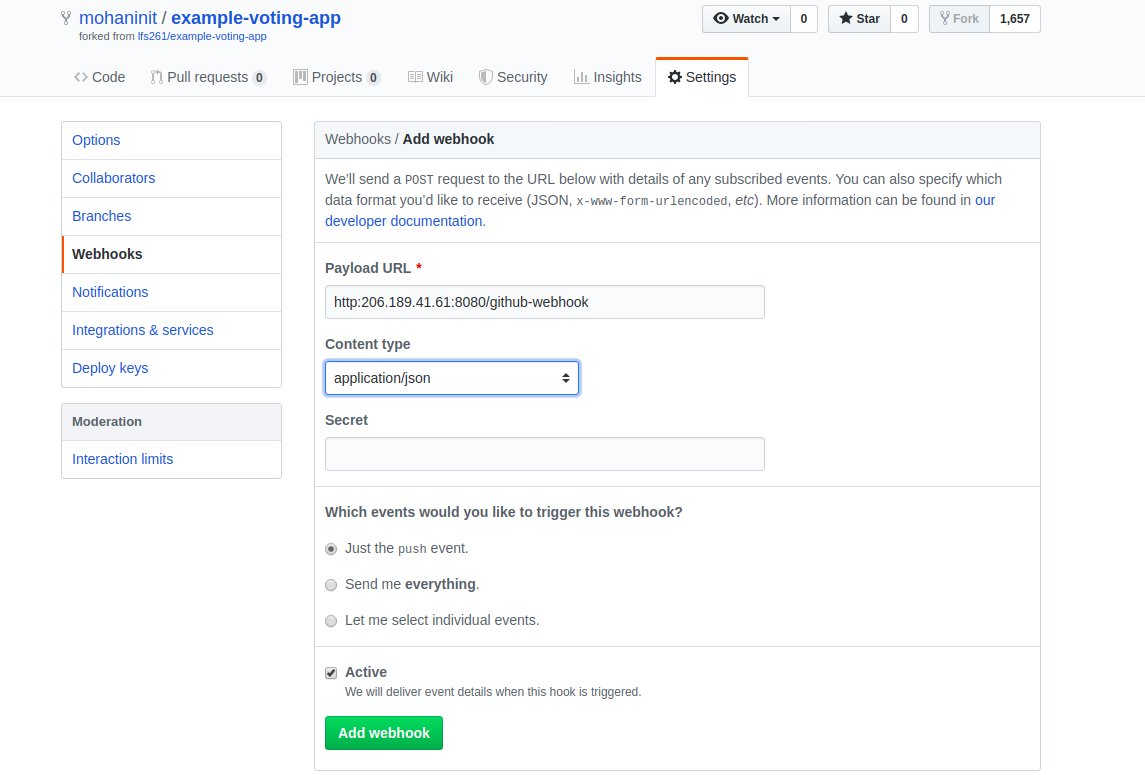 mohaninit / example-voting-app
forked from lfs261/example-voting-app
Watch 0 Star 0 Fork 1,657
Code Pull requests 0 Projects 0 Wiki Security Insights Settings
Options
Collaborators
Branches
Webhooks
Notifications
Integrations & services
Deploy keys
Moderation
Interaction limits
Webhooks / Add webhook
We’ll send a POST request to the URL below with details of any subscribed events. You can also specify which
data format you’d like to receive (JSON, x-www-form-urlencoded, etc). More information can be found in our
developer documentation.
Payload URL *
http:206.189.41.61:8080/github-webhook
Content type
application/json
Secret
Which events would you like to trigger this webhook?
Just the push event.
Send me everything.
Let me select individual events.
Active
We will deliver event details when this hook is triggered.
Add webhook